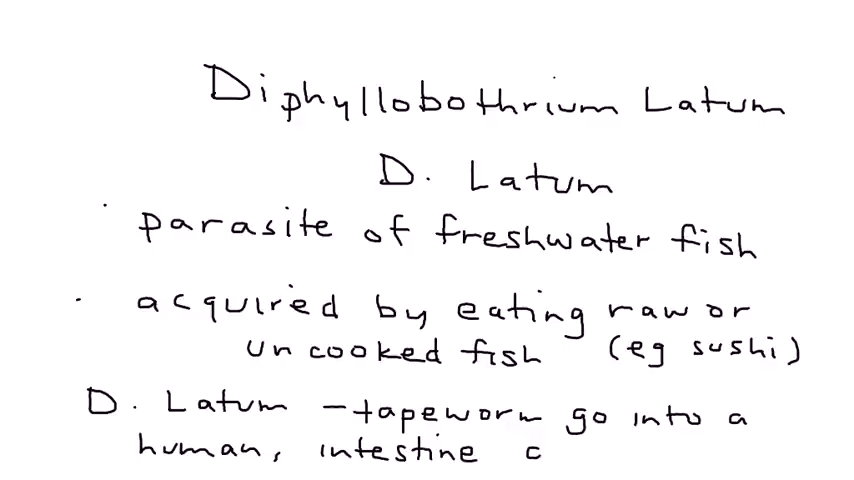 Diphyllobothrium Latum
D. Latum
· parasite of freshwater fish
· acquired by eating raw or
uncooked fish (eg sushi)
D. Latum - tapeworm go into a
human, intestine c